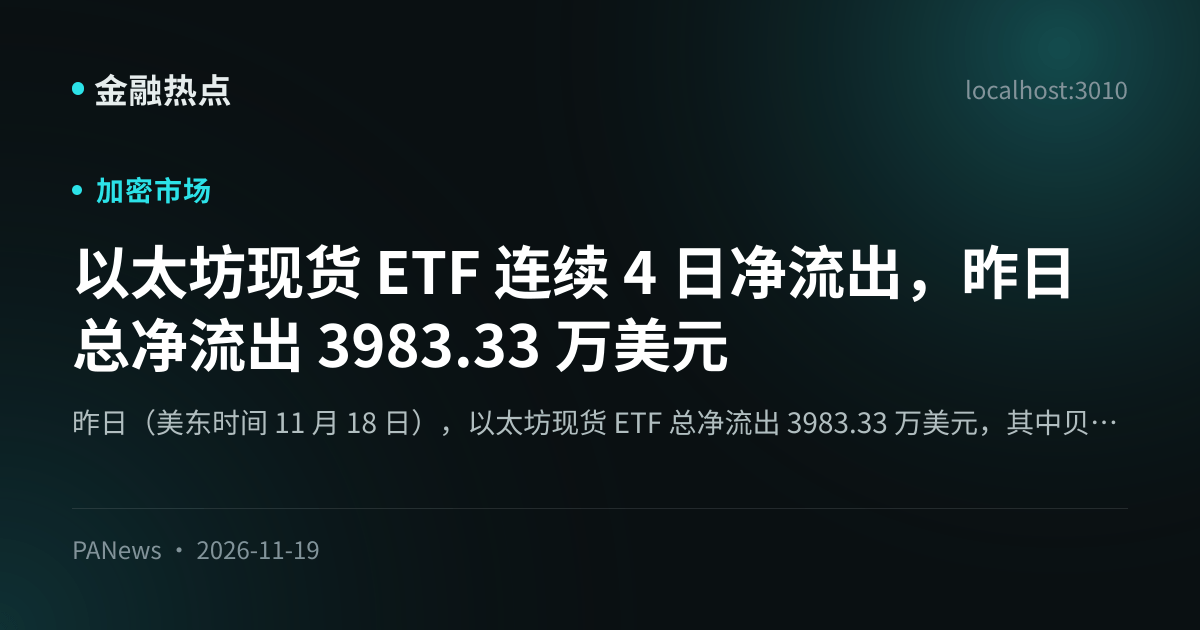 金融热点
localhost:3010
加密市场
以太坊现货 ETF 连续 4 日净流出，昨日
总净流出 3983.33 万美元
昨日（美东时间 11 月 18 日），以太坊现货 ETF 总净流出 3983.33 万美元，其中贝…
PANews • 2026-11-19